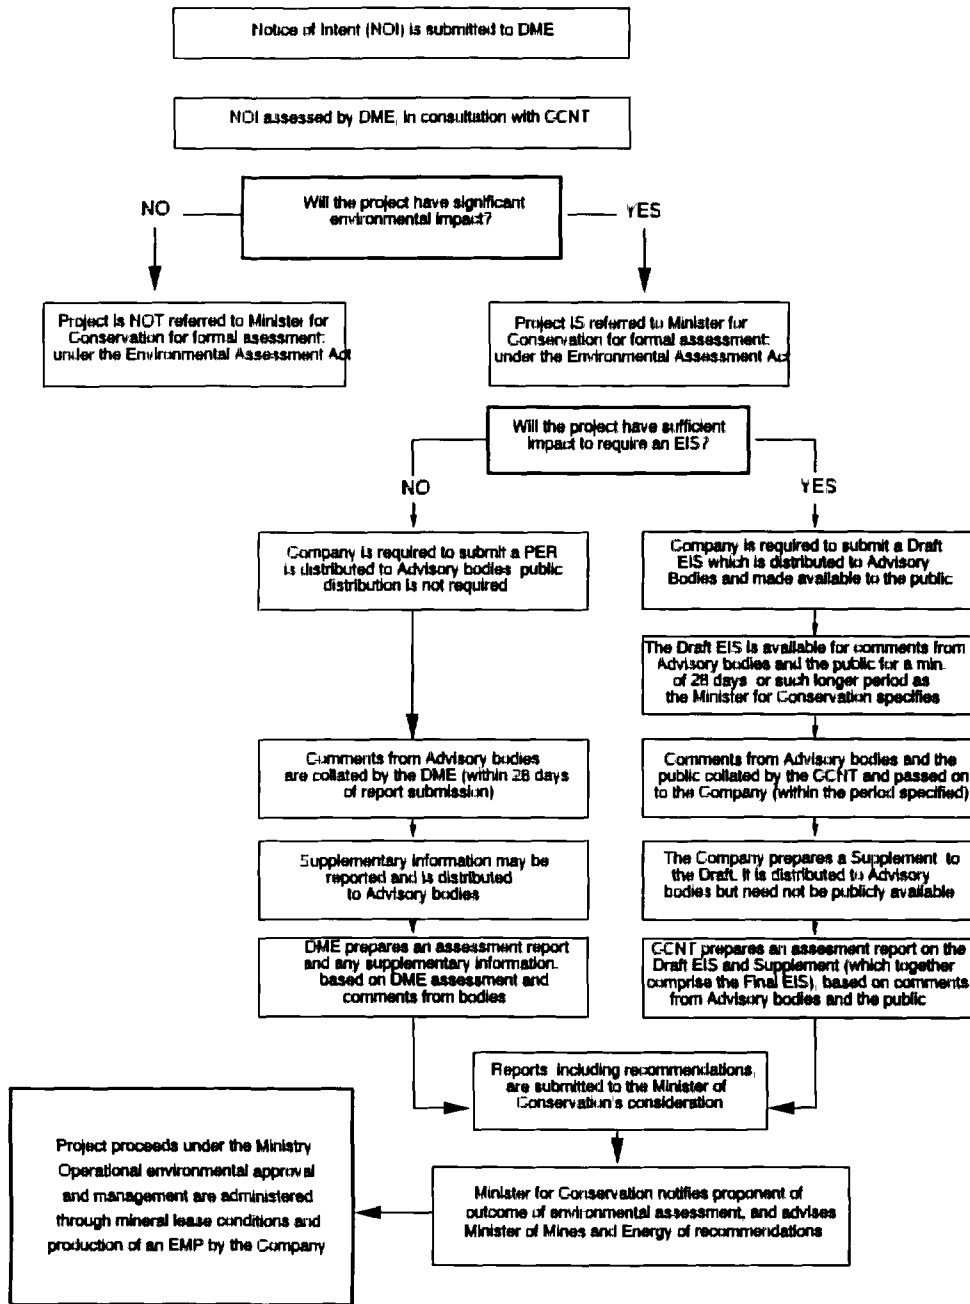 Notice of Intent (NOI) is submitted to DME
NOI assessed by DME, in consultation with CCNT
NO
Will the project have significant
environmental impact?
YES
Project is NOT referred to Minister for
Conservation for formal assessment:
under the Environmental Assessment Act
Project IS referred to Minister for
Conservation for formal assessment:
under the Environmental Assessment Act
Will the project have sufficient
impact to require an EIS?
NO
YES
Company is required to submit a PER
is distributed to Advisory bodies public
distribution is not required
Company is required to submit a Draft
EIS which is distributed to Advisory
Bodies and made available to the public
The Draft EIS is available for comments from
Advisory bodies and the public for a min.
of 28 days or such longer period as
the Minister for Conservation specifies
Comments from Advisory bodies
are collated by the DME (within 28 days
of report submission)
Comments from Advisory bodies and the
public collated by the CCNT and passed on
to the Company (within the period specified)
Supplementary information may be
reported and is distributed
to Advisory bodies
The Company prepares a Supplement to
the Draft. It is distributed to Advisory
bodies but need not be publicly available
DME prepares an assessment report
and any supplementary information.
based on DME assessment and
comments from bodies
CCNT prepares an assesment report on the
Draft EIS and Supplement (which together
comprise the Final EIS), based on comments
from Advisory bodies and the public
Reports including recommendations,
are submitted to the Minister of
Conservation's consideration
Project proceeds under the Ministry
Operational environmental approval
and management are administered
through mineral lease conditions and
production of an EMP by the Company
Minister for Conservation notifies proponent of
outcome of environmental assessment, and advises
Minister of Mines and Energy of recommendations